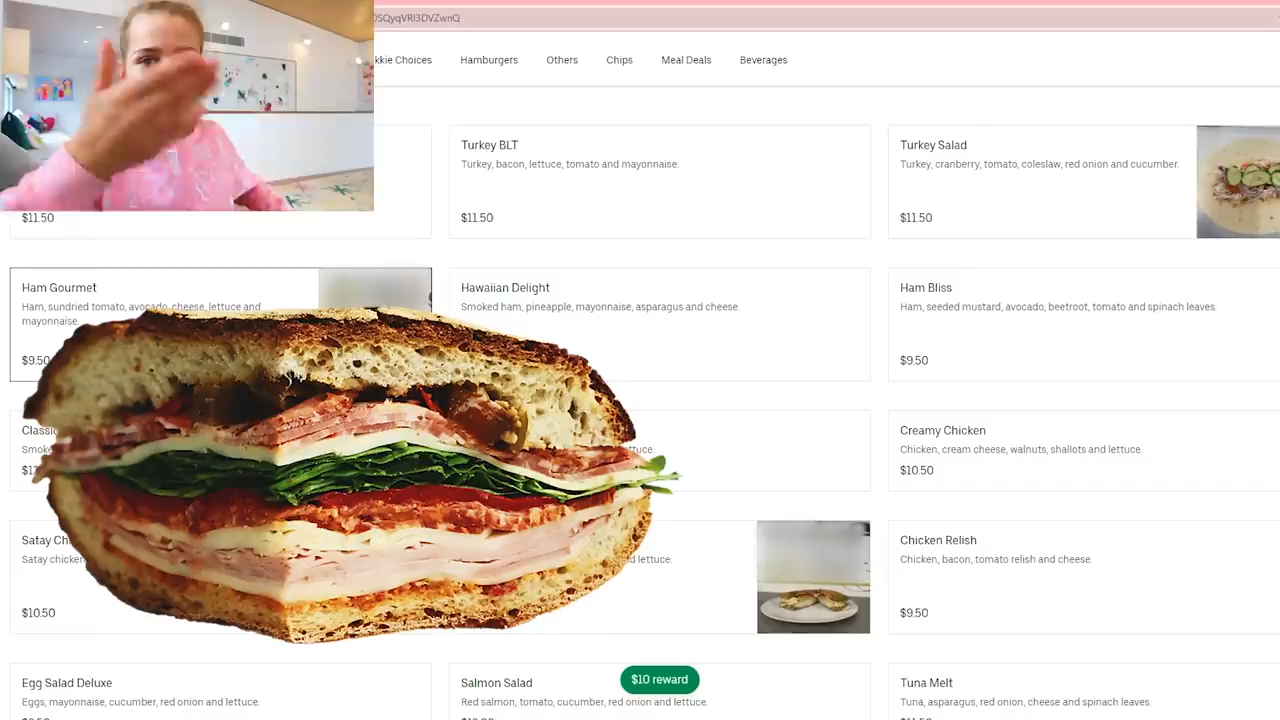 Hamburgers
Others
Chips
Meal Deals
Beverages
Choices
$11.50
Turkey BLT
Turkey, bacon, lettuce, tomato and mayonnaise.
$11.50
Turkey Salad
Turkey, cranberry, tomato, coleslaw, red onion and cucumber.
$11.50
Ham Gourmet
Ham, sundried tomato, avocado, cheese, lettuce and
mayonnaise.
$9.50
Hawaiian Delight
Smoked ham, pineapple, mayonnaise, asparagus and cheese.
Ham Bliss
Ham, seeded mustard, avocado, beetroot, tomato and spinach leaves.
$9.50
Creamy Chicken
Chicken, cream cheese, walnuts, shallots and lettuce.
$10.50
Satay
Satay chicken
$10.50
d lettuce.
Chicken Relish
Chicken, bacon, tomato relish and cheese.
$9.50
Egg Salad Deluxe
Eggs, mayonnaise, cucumber, red onion and lettuce.
Salmon Salad
Red salmon, tomato, cucumber, red onion and lettuce.
$10 reward
Tuna Melt
Tuna, asparagus, red onion, cheese and spinach leaves.